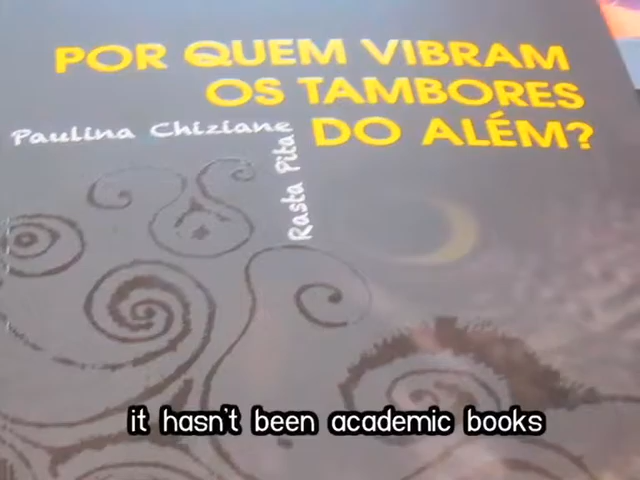 POR QUEM VIBRAM
OS TAMBORES
DO ALÉM?
Paulina Chiziane
Rasta Pita
it hasn't been academic books